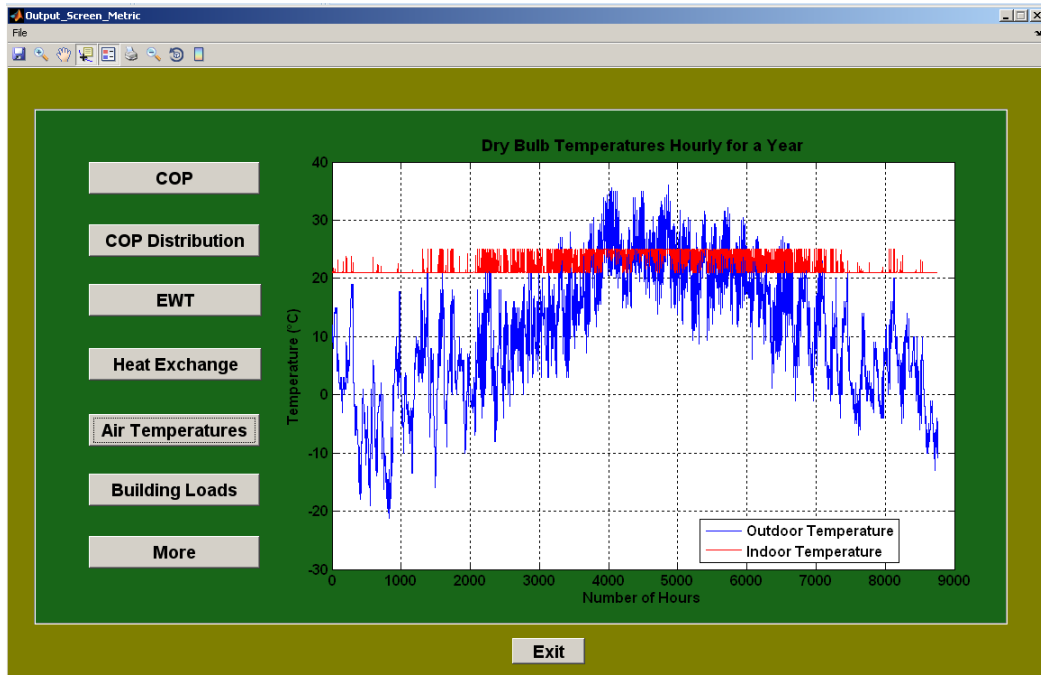 Output_Screen_Metric
File
COP
COP Distribution
EWT
Heat Exchange
Air Temperatures
Building Loads
More
Dry Bulb Temperatures Hourly for a Year
Temperature (°C)
40
30
20
10
0
-10
-20
-30
Outdoor Temperature
Indoor Temperature
0 1000 2000 3000 4000 5000 6000 7000 8000 9000
Number of Hours
Exit